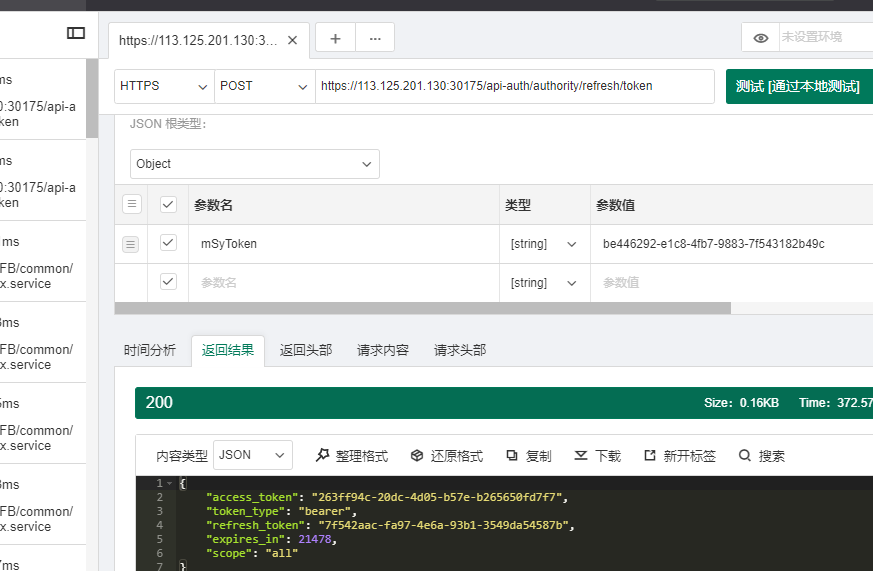 https://113.125.201.130:3...
未设置环境
ms
0:30175/api-a
ken
ms
0:30175/api-a
ken
ms
FB/common/
x.service
ms
FB/common/
x.service
ms
FB/common/
x.service
ms
FB/common/
x.service
ms
HTTPS
POST
https://113.125.201.130:30175/api-auth/authority/refresh/token
测试 [通过本地测试]
JSON 根类型:
Object
参数名
类型
参数值
mSyToken
[string]
be446292-e1c8-4fb7-9883-7f543182b49c
参数名
[string]
参数值
时间分析
返回结果
返回头部
请求内容
请求头部
200
Size: 0.16KB
Time: 372.57
内容类型
JSON
整理格式
还原格式
复制
下载
新开标签
搜索
1 {
2 "access_token": "263ff94c-20dc-4d05-b57e-b265650fd7f7",
3 "token_type": "bearer",
4 "refresh_token": "7f542aac-fa97-4e6a-93b1-3549da54587b",
5 "expires_in": 21478,
6 "scope": "all"
7 }